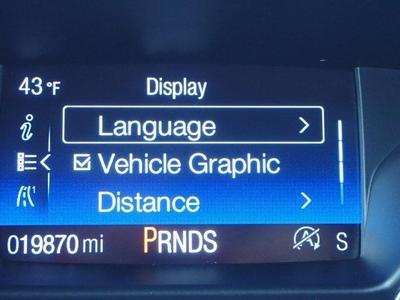 43 °F Display
Language
Vehicle Graphic
Distance
019870 mi PRNDS A S